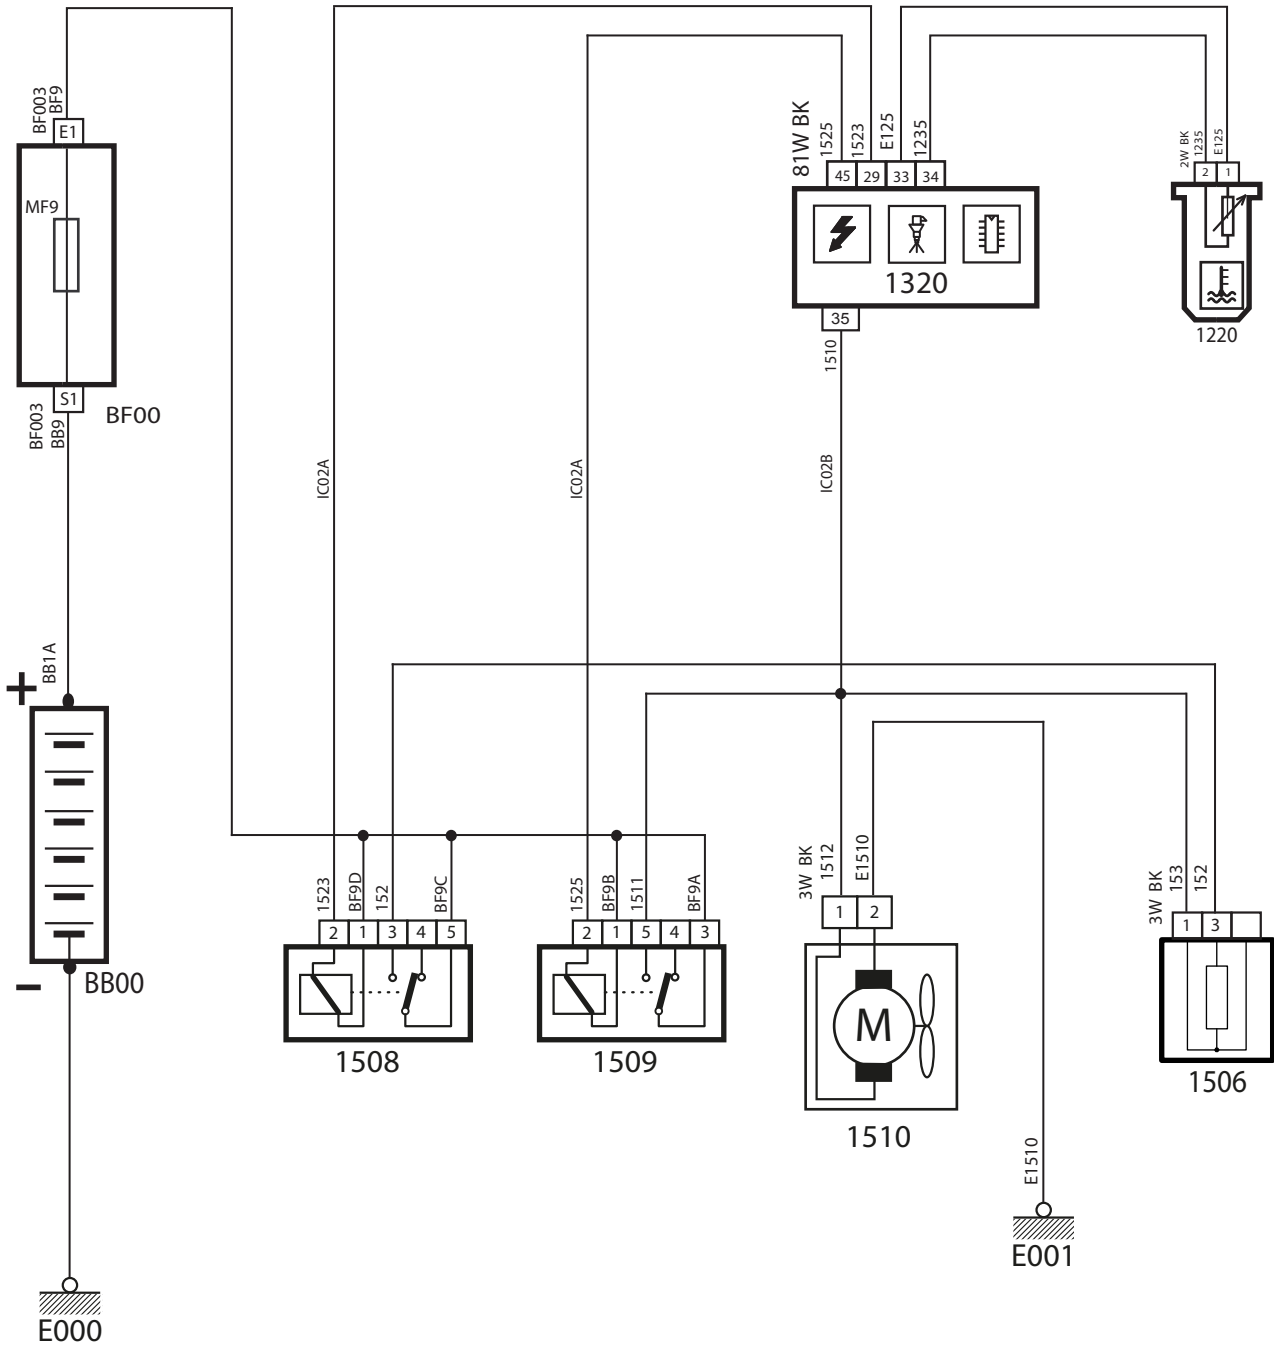 BF003
BF9
E1
MF9
S1
BF003
BB9
BF00
BB1A
+
–
BB00
E000
IC02A
IC02A
81W BK
1525
1523
E125
1235
45
29
33
34
1320
35
1510
IC02B
2W BK
1235
E125
2
1
1220
1523
BF9D
152
BF9C
2
1
3
4
5
1508
1525
BF9B
1511
BF9A
2
1
5
4
3
1509
3W BK
1512
E1510
1
2
M
1510
E1510
E001
3W BK
153
152
1
3
1506